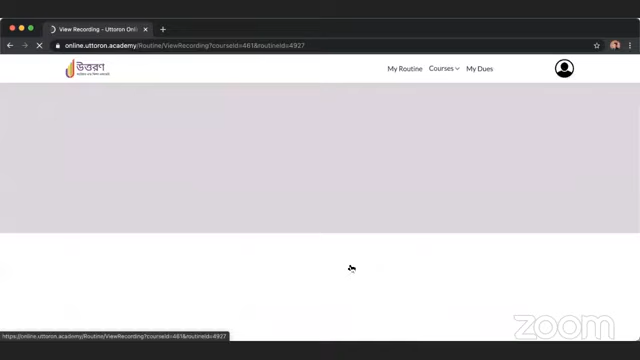 View Recording - Uttoron Onli
online.uttoron.academy/Routine/ViewRecording?courseId=461&routineId=4927
উত্তরণ
My Routine
Courses
My Dues
https://online.uttoron.academy/Routine/ViewRecording?courseId=461&routineId=4927
zoom